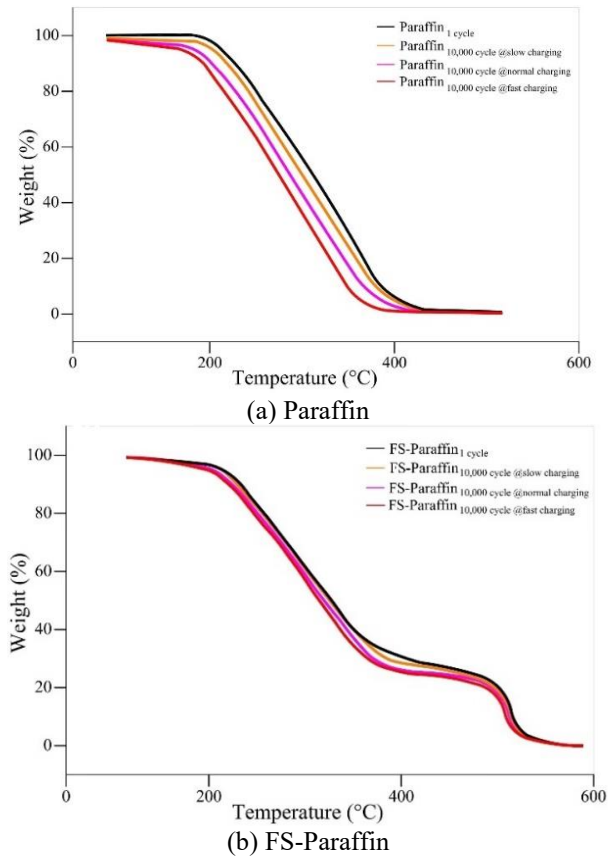 100
80
60
40
20
0
Weight (%)
Paraffin 1 cycle
Paraffin 10,000 cycle @slow charging
Paraffin 10,000 cycle @normal charging
Paraffin 10,000 cycle @fast charging
0 200 400 600
Temperature (°C)
(a) Paraffin
100
80
60
40
20
0
Weight (%)
FS-Paraffin 1 cycle
FS-Paraffin 10,000 cycle @slow charging
FS-Paraffin 10,000 cycle @normal charging
FS-Paraffin 10,000 cycle @fast charging
0 200 400 600
Temperature (°C)
(b) FS-Paraffin